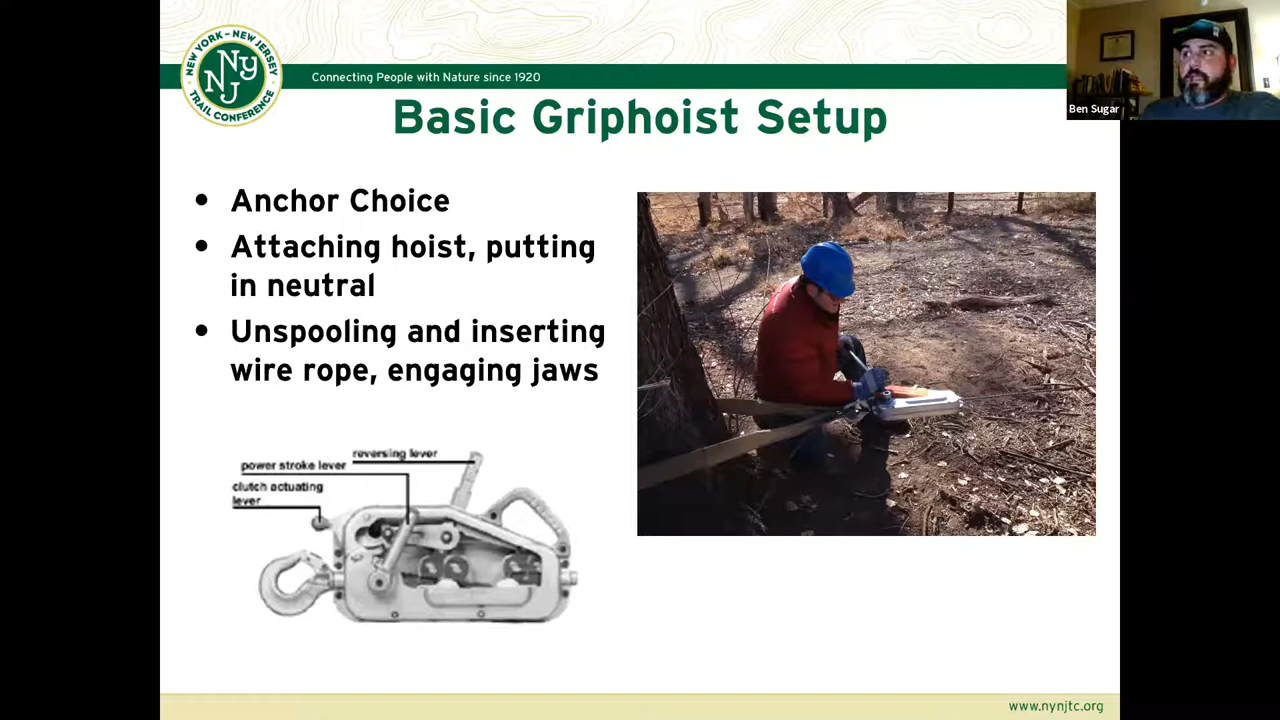 NEW YORK – NEW JERSEY
NY
NJ
TRAIL CONFERENCE
Connecting People with Nature since 1920
Ben Sugar
Basic Griphoist Setup
• Anchor Choice
• Attaching hoist, putting
in neutral
• Unspooling and inserting
wire rope, engaging jaws
reversing lever
power stroke lever
clutch actuating
lever
www.nynjtc.org